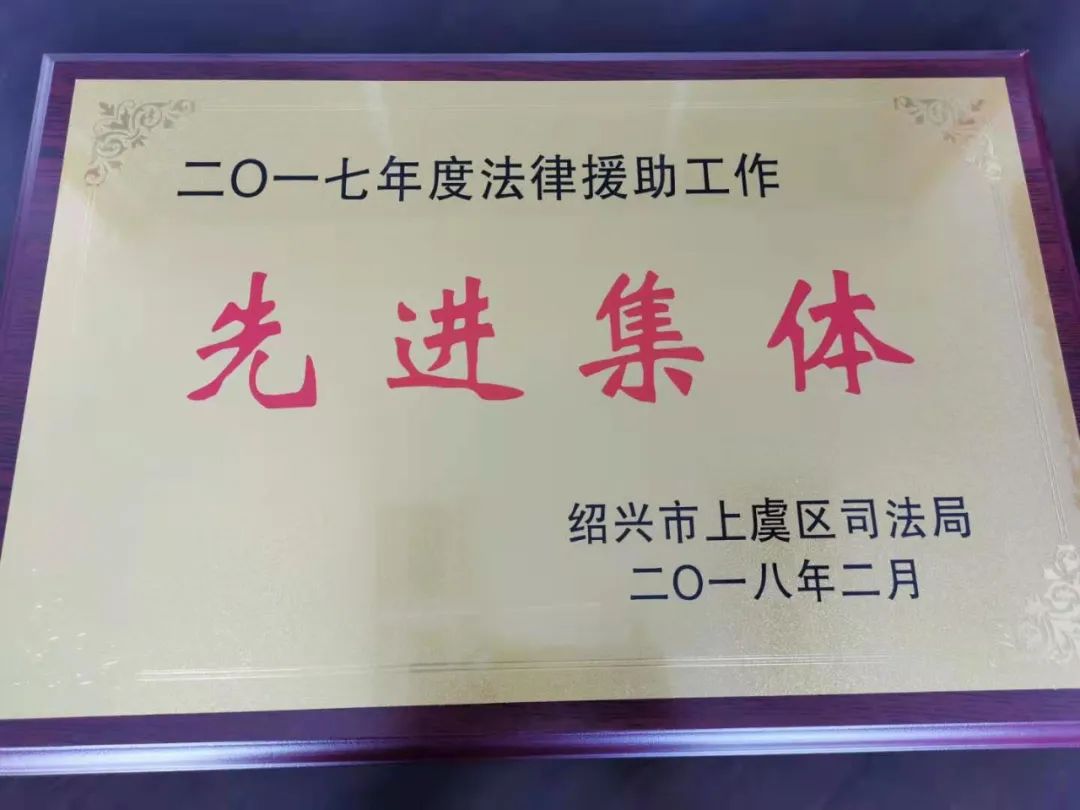 二〇一七年度法律援助工作
先进集体
绍兴市上虞区司法局
二〇一八年二月